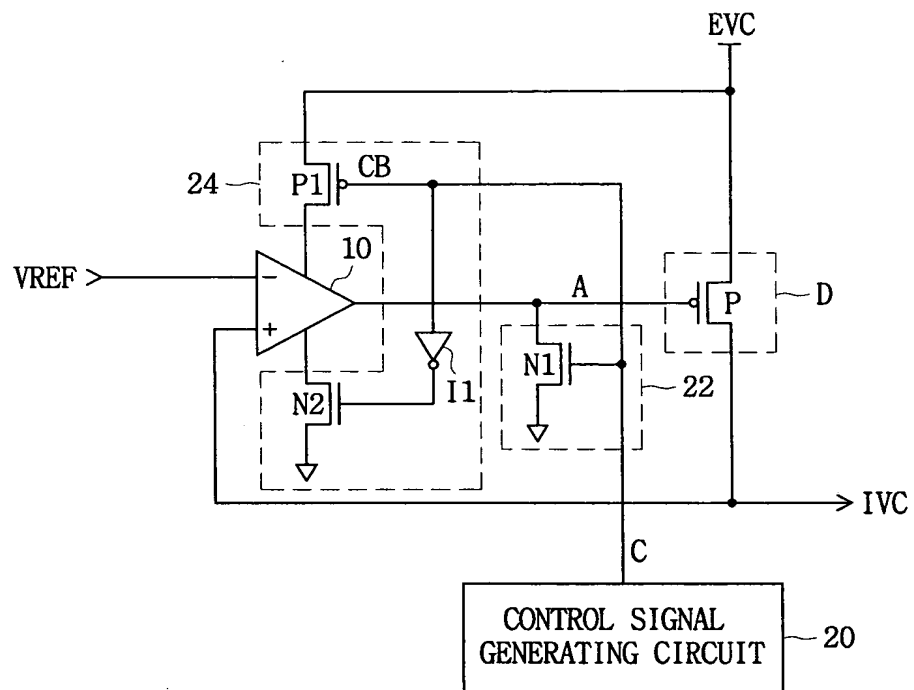 EVC
24
P1
CB
10
VREF
−
+
A
P
D
N1
22
I1
N2
IVC
C
CONTROL SIGNAL
GENERATING CIRCUIT
20